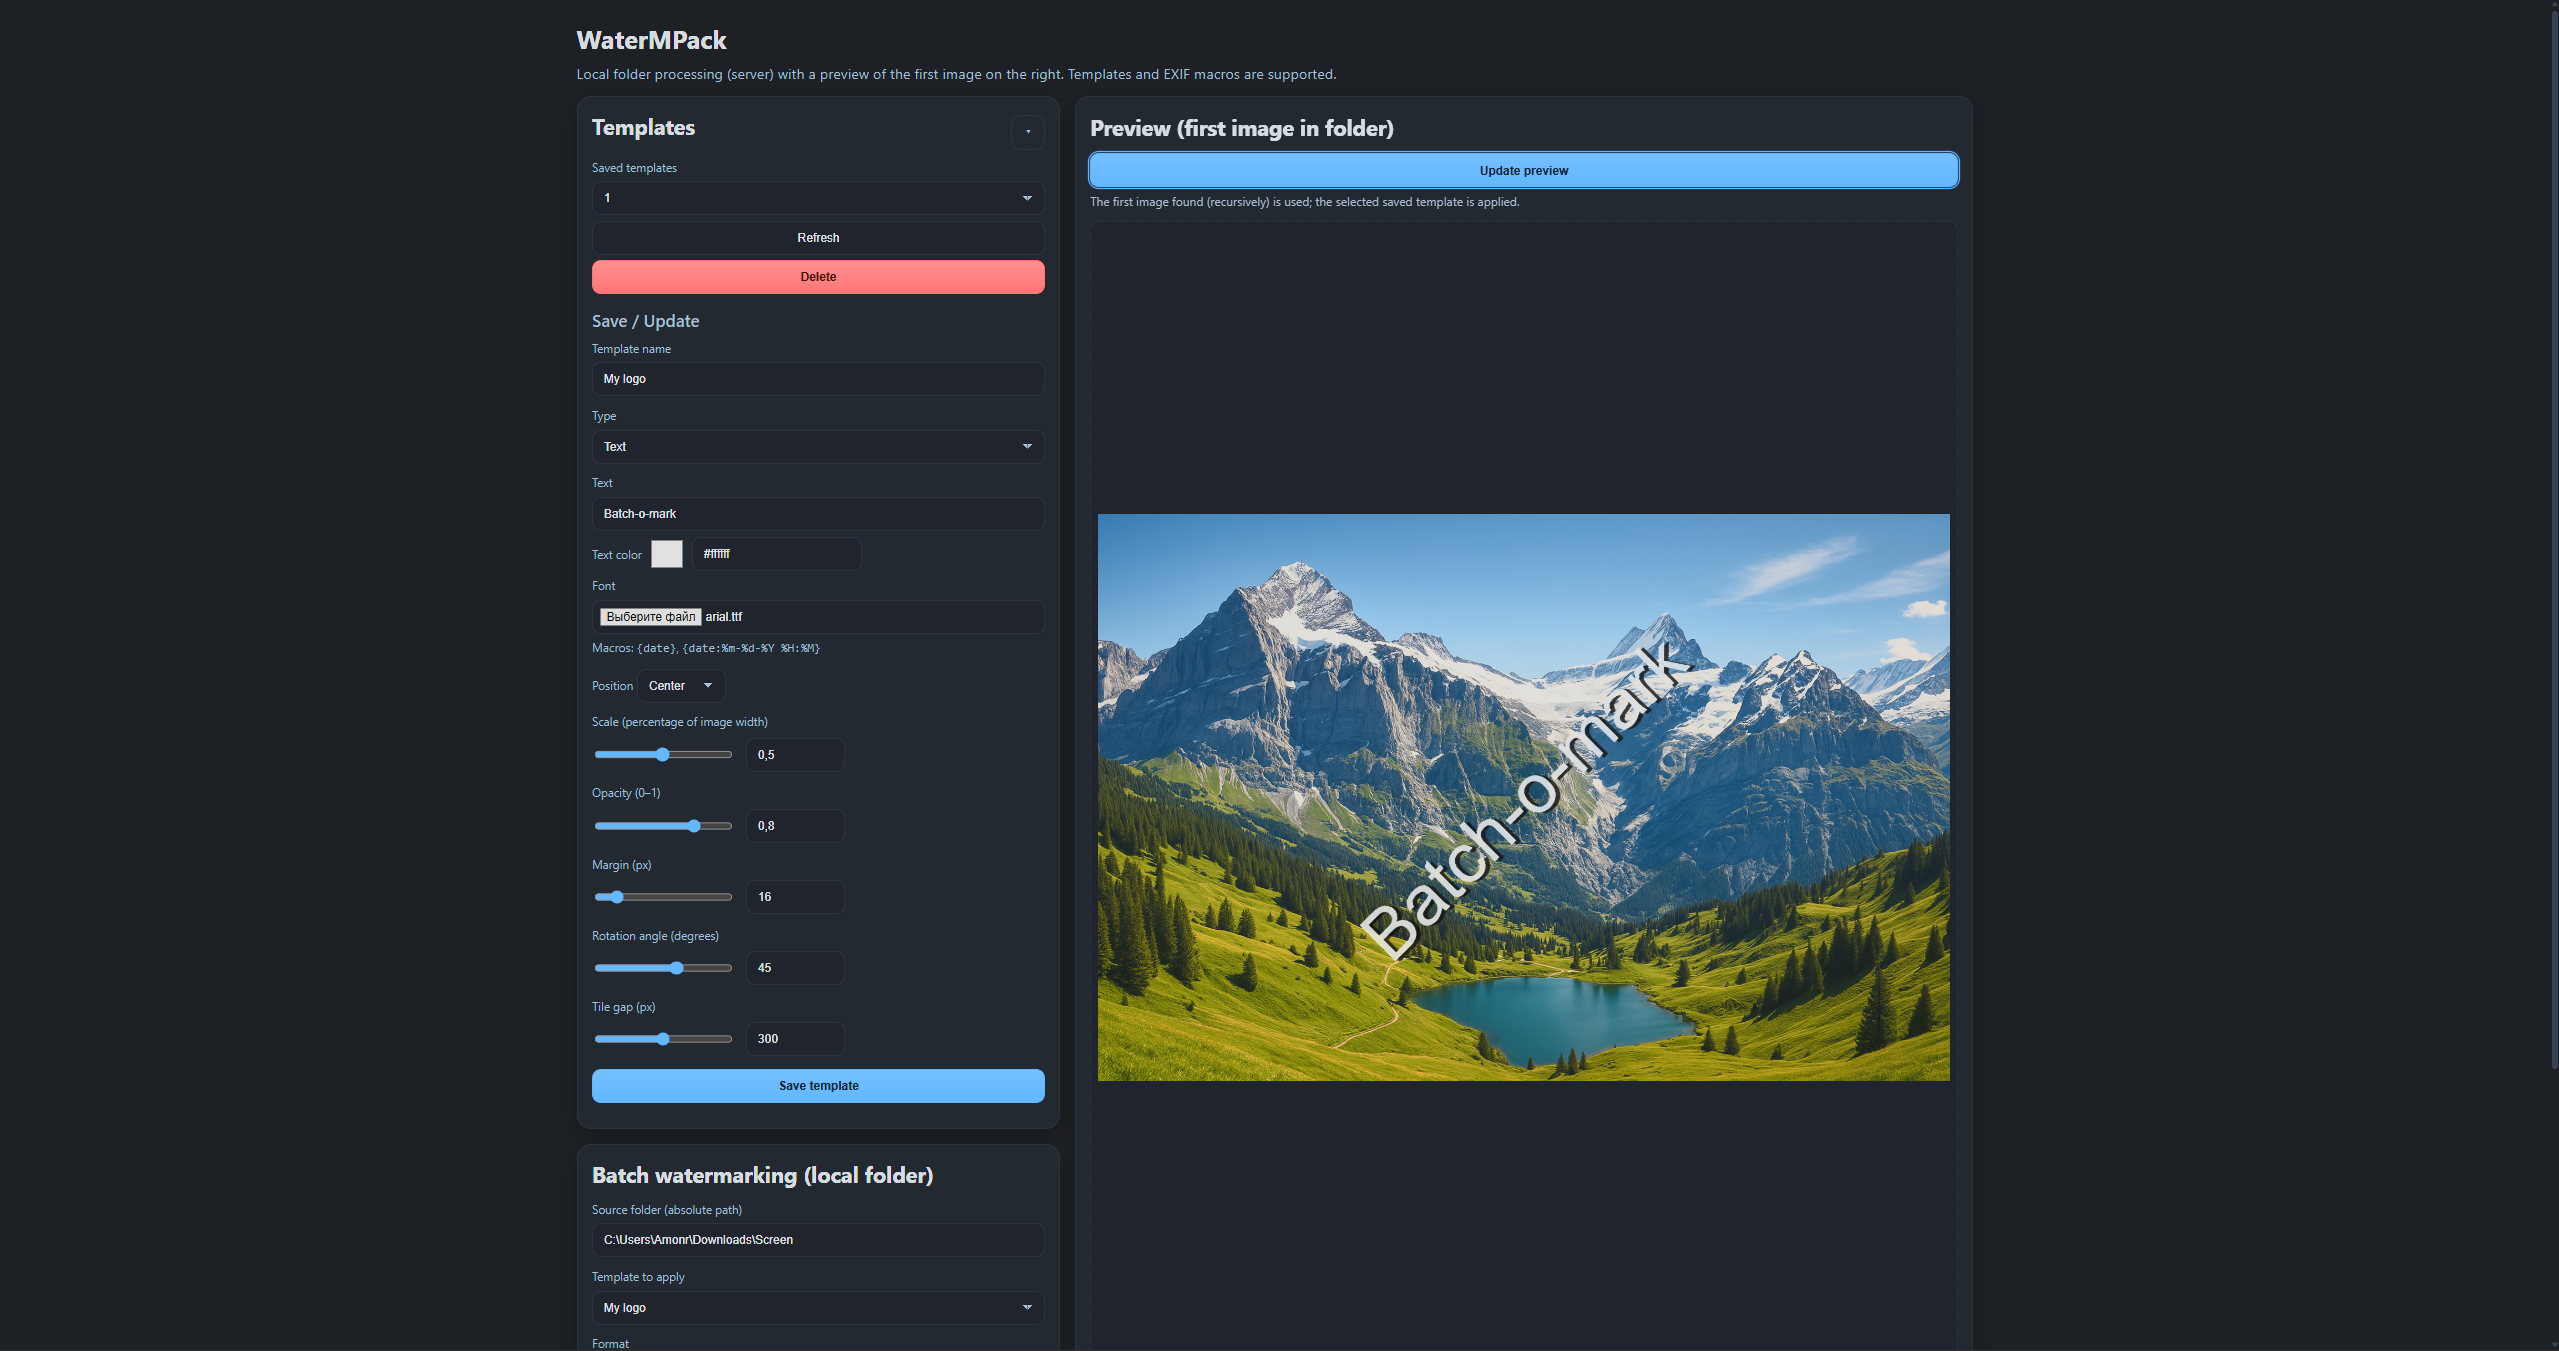 WaterMPack
Local folder processing (server) with a preview of the first image on the right. Templates and EXIF macros are supported.
Templates
Saved templates
1
Refresh
Delete
Save / Update
Template name
My logo
Type
Text
Text
Batch-o-mark
Text color
#ffffff
Font
Выберите файл arial.ttf
Macros: {date}, {date:%m-%d-%Y %H:%M}
Position Center
Scale (percentage of image width)
0,5
Opacity (0–1)
0,8
Margin (px)
16
Rotation angle (degrees)
45
Tile gap (px)
300
Save template
Batch watermarking (local folder)
Source folder (absolute path)
C:\Users\Amonr\Downloads\Screen
Template to apply
My logo
Format
Preview (first image in folder)
Update preview
The first image found (recursively) is used; the selected saved template is applied.
Batch-o-mark